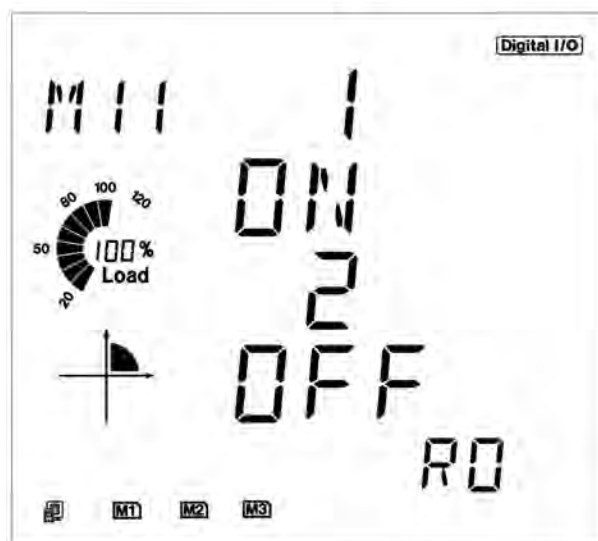 Digital I/O
M11 1
ON
80 100 120
50 100%
Load
20
2
OFF
RO
M1 M2 M3